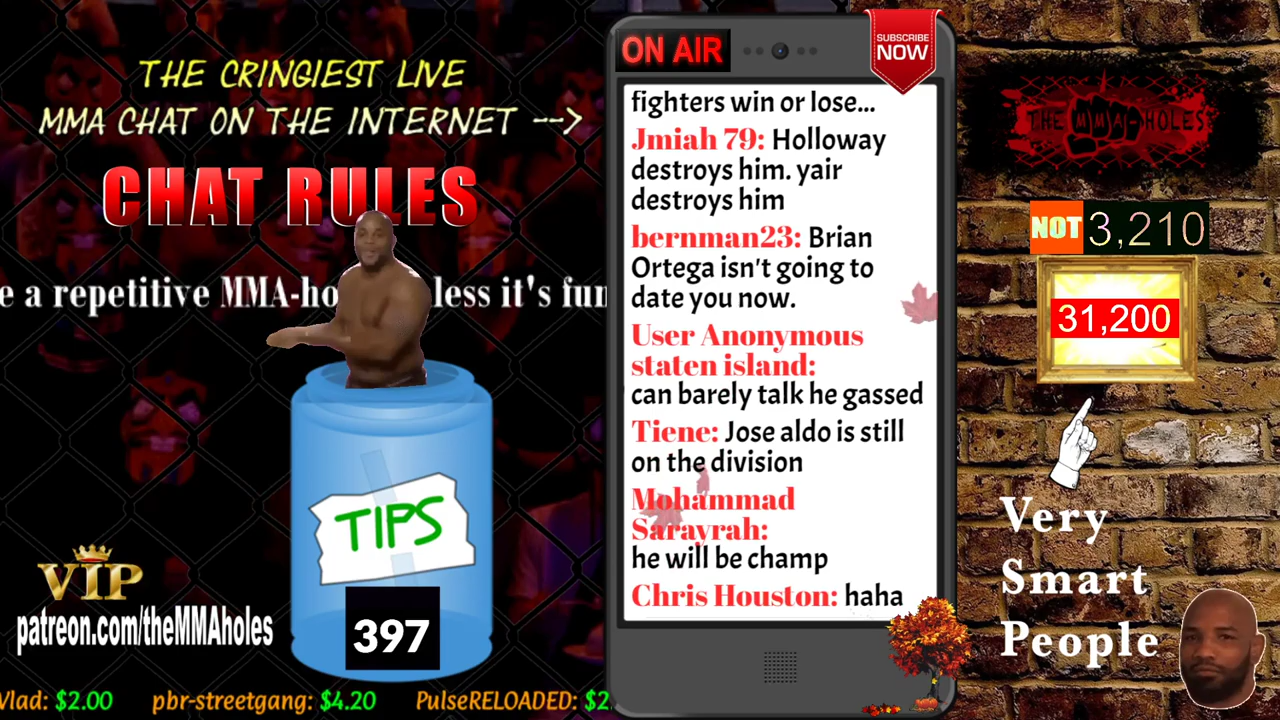 THE CRINGIEST LIVE
MMA CHAT ON THE INTERNET -->
CHAT RULES
e a repetitive MMA-ho
less it's fun
TIPS
397
VIP
patreon.com/theMMAholes
Vlad: $2.00 pbr-streetgang: $4.20 PulseRELOADED: $2
ON AIR
SUBSCRIBE
NOW
fighters win or lose...
Jmiah 79: Holloway
destroys him. yair
destroys him
bernman23: Brian
Ortega isn't going to
date you now.
User Anonymous
staten island:
can barely talk he gassed
Tiene: Jose aldo is still
on the division
Mohammad
Sarayrah:
he will be champ
Chris Houston: haha
THE MMA-HOLES
NOT 3,210
31,200
Very
Smart
People